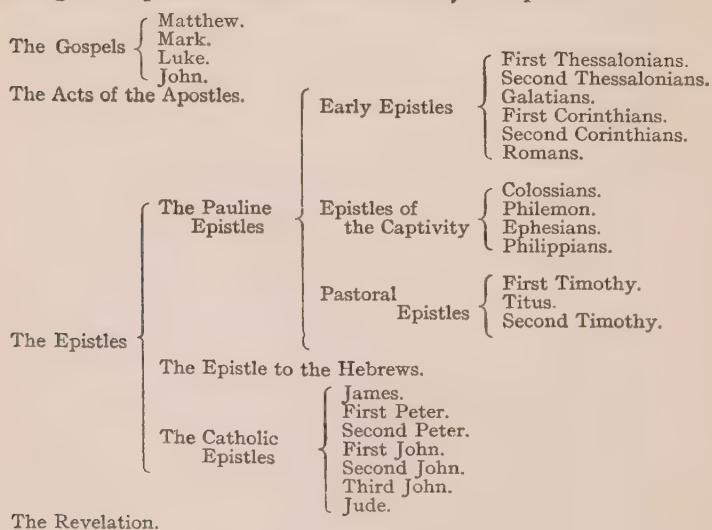 The Gospels
Matthew.
Mark.
Luke.
John.
The Acts of the Apostles.
The Epistles
The Pauline
Epistles
Early Epistles
First Thessalonians.
Second Thessalonians.
Galatians.
First Corinthians.
Second Corinthians.
Romans.
Epistles of
the Captivity
Colossians.
Philemon.
Ephesians.
Philippians.
Pastoral
Epistles
First Timothy.
Titus.
Second Timothy.
The Epistle to the Hebrews.
The Catholic
Epistles
James.
First Peter.
Second Peter.
First John.
Second John.
Third John.
Jude.
The Revelation.